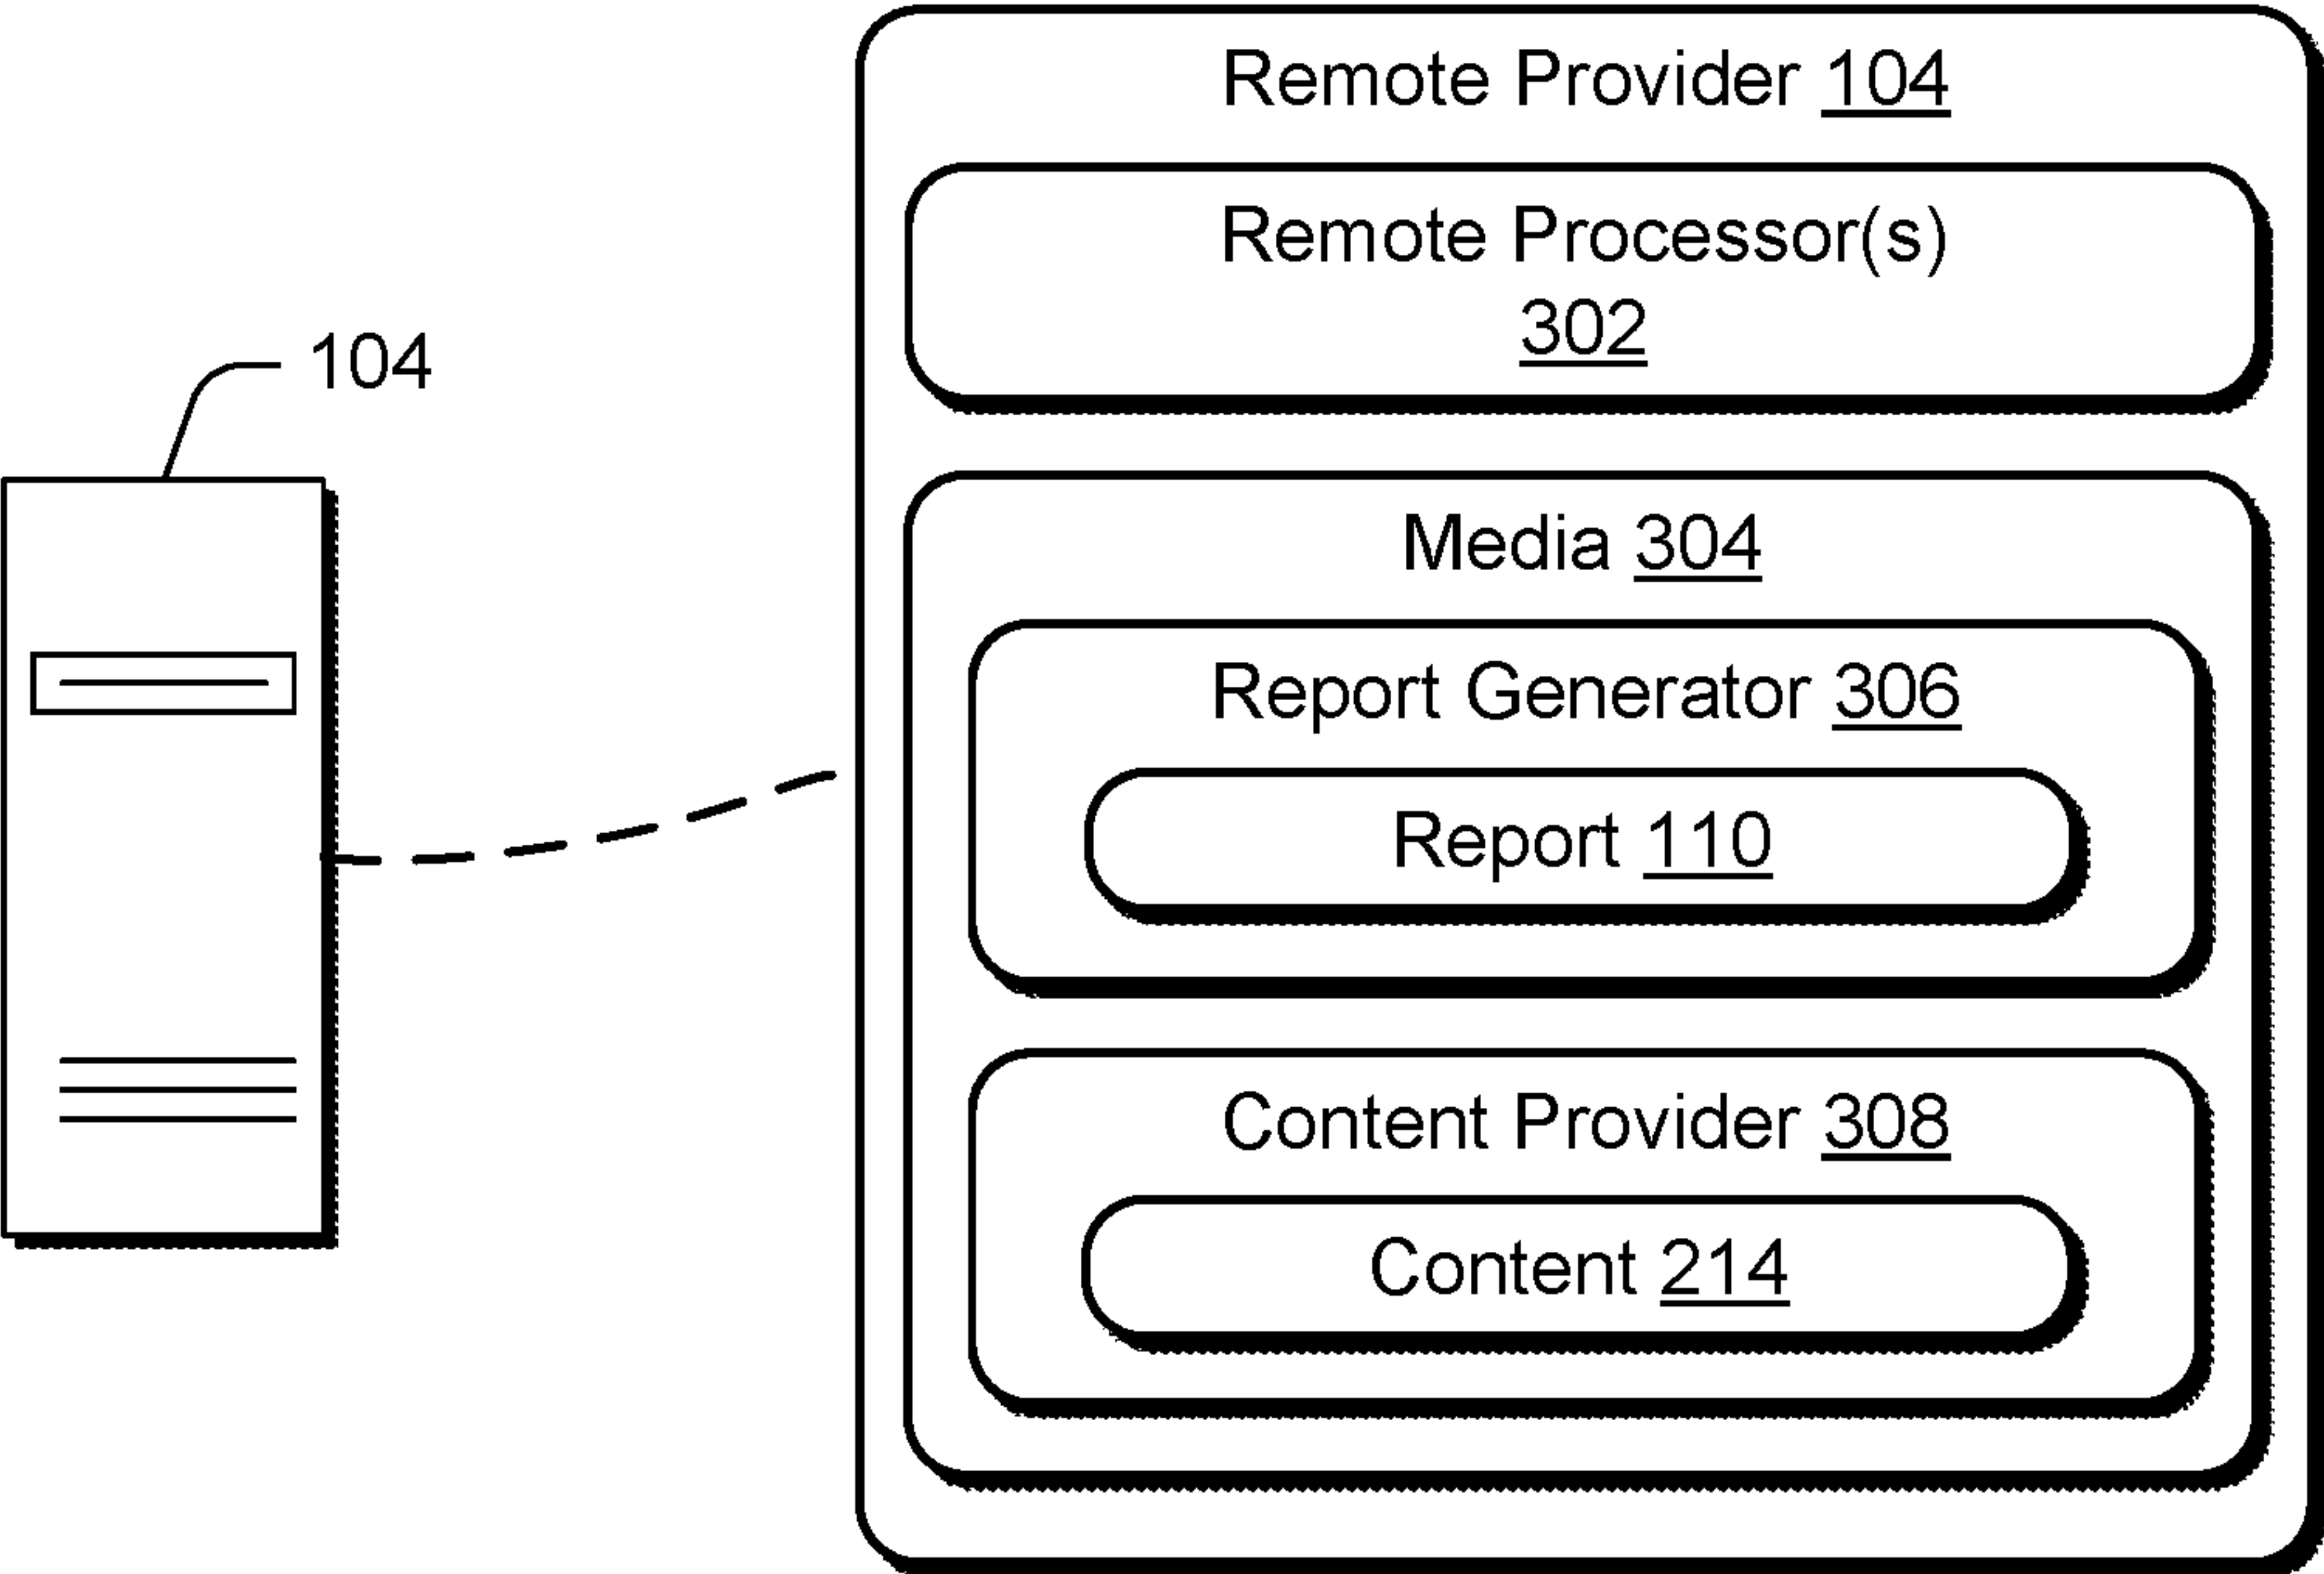 Remote Provider 104
Remote Processor(s)
302
104
Media 304
Report Generator 306
Report 110
Content Provider 308
Content 214